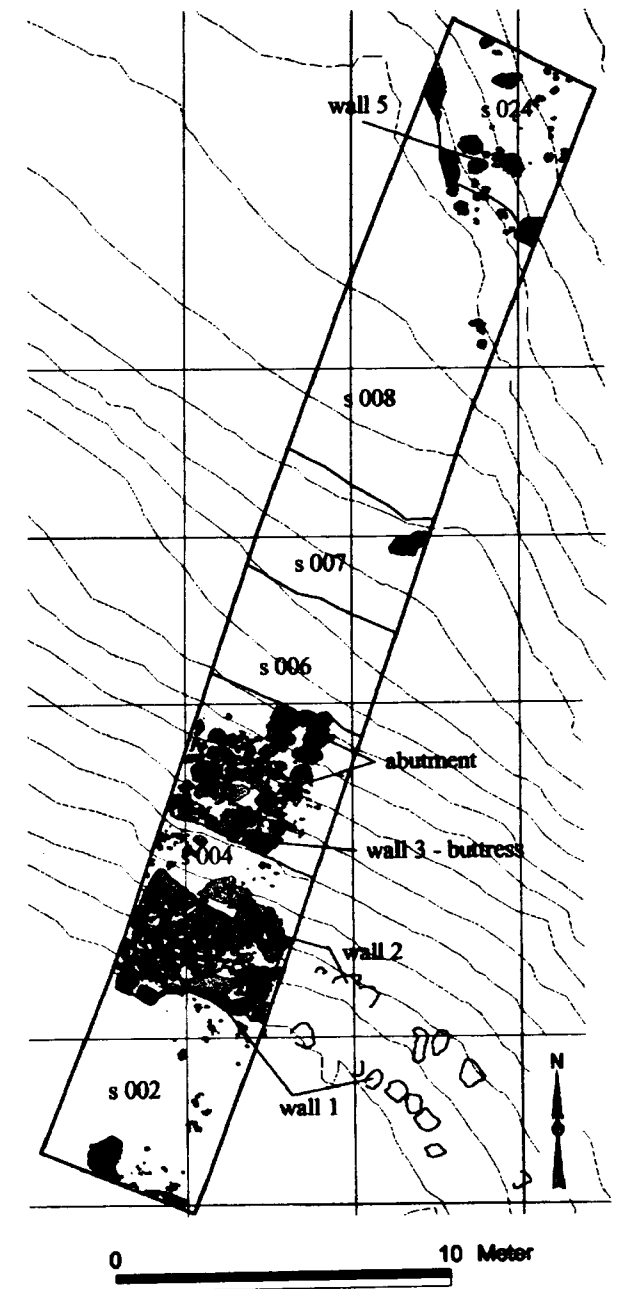 wall 5
s 024
s 008
s 007
s 006
abutment
wall 3 - buttress
s 004
wall 2
s 002
wall 1
N
0
10 Meter